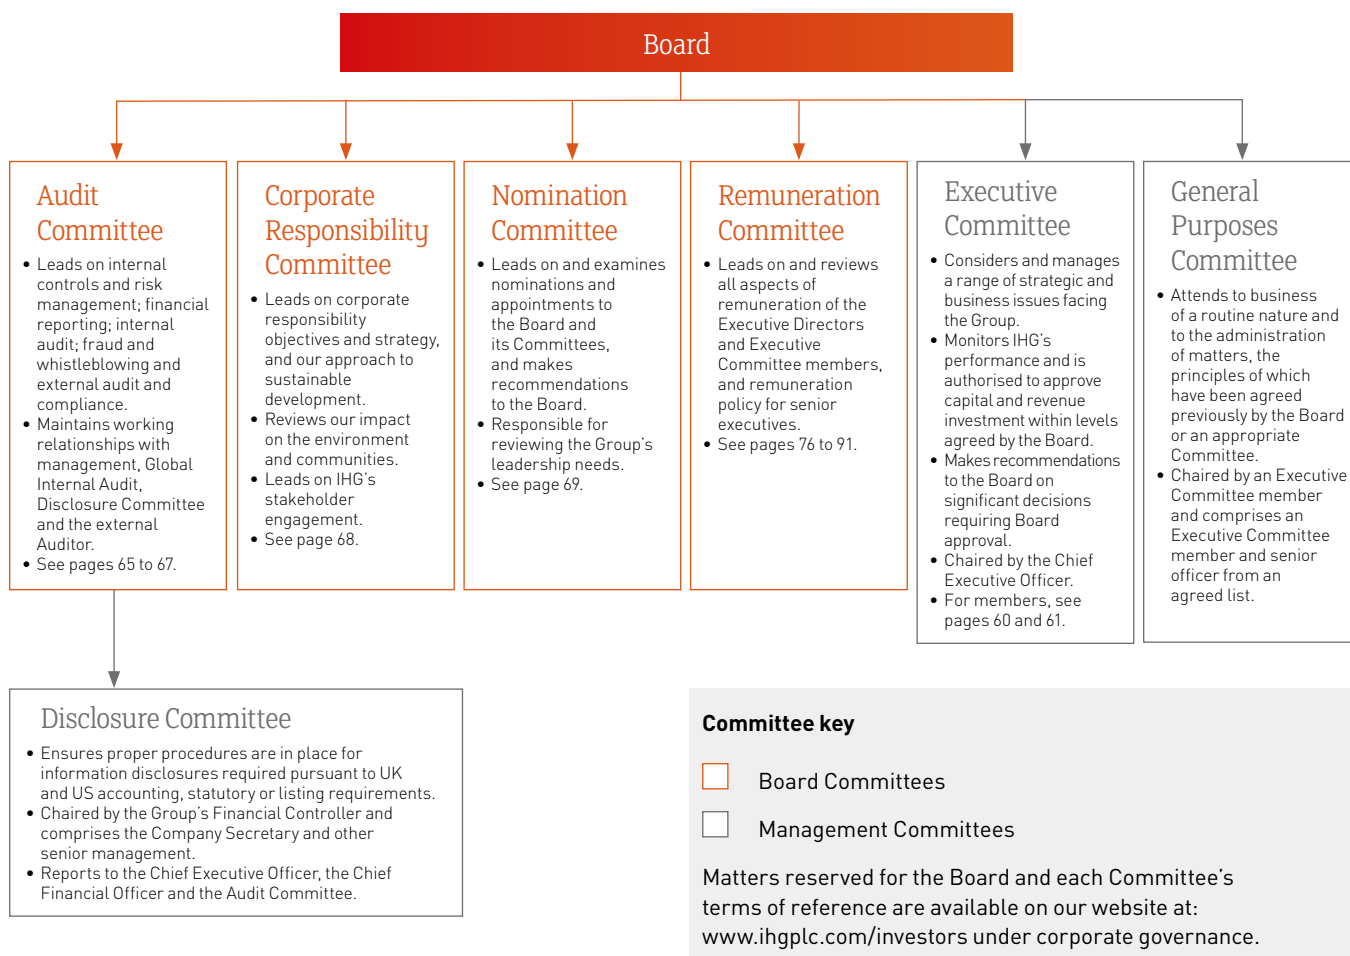 Board
Audit
Committee
• Leads on internal
controls and risk
management; financial
reporting; internal
audit; fraud and
whistleblowing and
external audit and
compliance.
• Maintains working
relationships with
management, Global
Internal Audit,
Disclosure Committee
and the external
Auditor.
• See pages 65 to 67.
Corporate
Responsibility
Committee
• Leads on corporate
responsibility
objectives and strategy,
and our approach to
sustainable
development.
• Reviews our impact
on the environment
and communities.
• Leads on IHG’s
stakeholder
engagement.
• See page 68.
Nomination
Committee
• Leads on and examines
nominations and
appointments to
the Board and
its Committees,
and makes
recommendations
to the Board.
• Responsible for
reviewing the Group’s
leadership needs.
• See page 69.
Remuneration
Committee
• Leads on and reviews
all aspects of
remuneration of the
Executive Directors
and Executive
Committee members,
and remuneration
policy for senior
executives.
• See pages 76 to 91.
Executive
Committee
• Considers and manages
a range of strategic and
business issues facing
the Group.
• Monitors IHG’s
performance and is
authorised to approve
capital and revenue
investment within levels
agreed by the Board.
• Makes recommendations
to the Board on
significant decisions
requiring Board
approval.
• Chaired by the Chief
Executive Officer.
• For members, see
pages 60 and 61.
General
Purposes
Committee
• Attends to business
of a routine nature and
to the administration
of matters, the
principles of which
have been agreed
previously by the Board
or an appropriate
Committee.
• Chaired by an Executive
Committee member
and comprises an
Executive Committee
member and senior
officer from an
agreed list.
Disclosure Committee
• Ensures proper procedures are in place for
information disclosures required pursuant to UK
and US accounting, statutory or listing requirements.
• Chaired by the Group’s Financial Controller and
comprises the Company Secretary and other
senior management.
• Reports to the Chief Executive Officer, the Chief
Financial Officer and the Audit Committee.
Committee key
Board Committees
Management Committees
Matters reserved for the Board and each Committee’s
terms of reference are available on our website at:
www.ihgplc.com/investors under corporate governance.